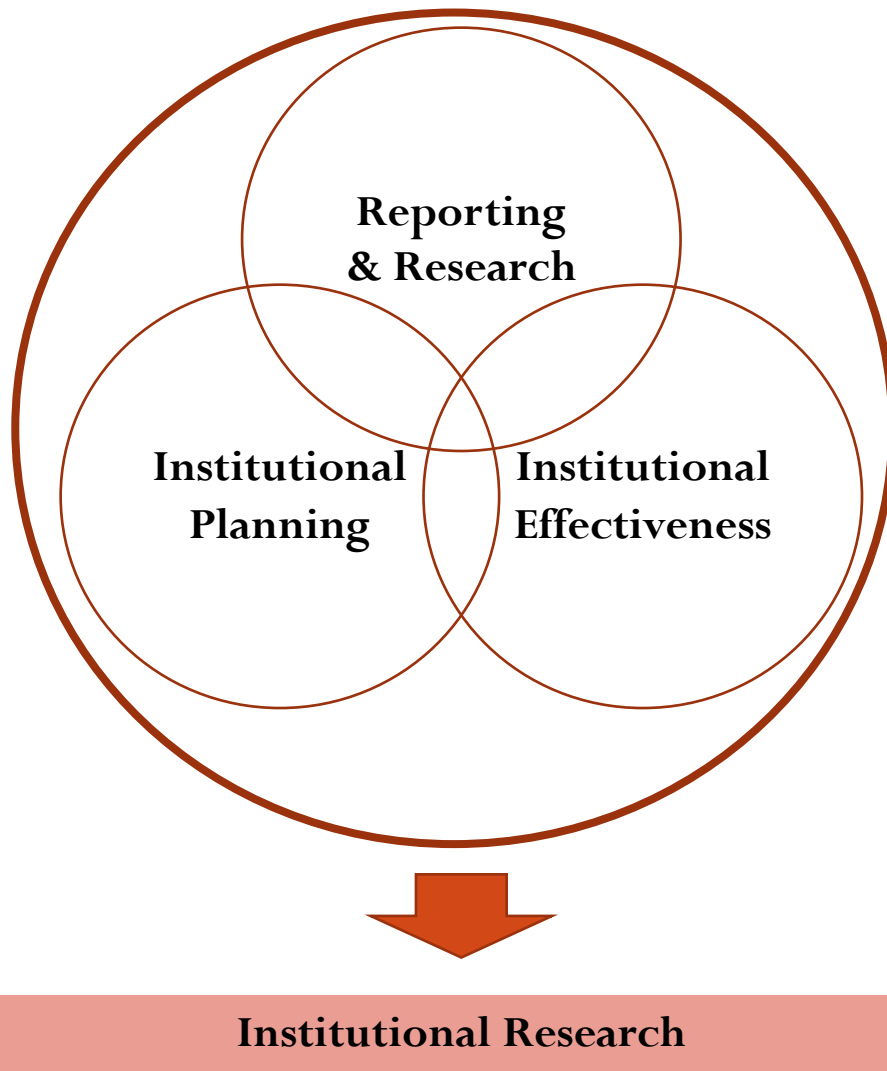 Reporting
& Research
Institutional
Planning
Institutional
Effectiveness
Institutional Research